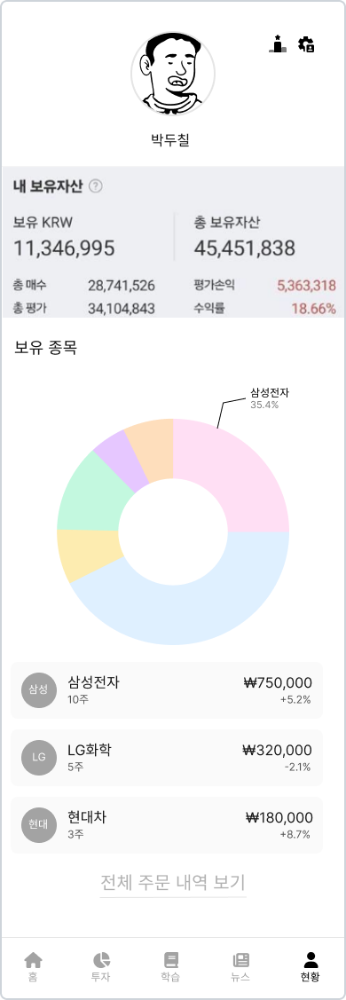 박두칠
내 보유자산 ?
보유 KRW 총 보유자산
11,346,995 45,451,838
총 매수 28,741,526 평가손익 5,363,318
총 평가 34,104,843 수익률 18.66%
보유 종목
삼성전자
35.4%
삼성 삼성전자 ₩750,000
10주 +5.2%
LG LG화학 ₩320,000
5주 -2.1%
현대 현대차 ₩180,000
3주 +8.7%
전체 주문 내역 보기
홈 투자 학습 뉴스 현황